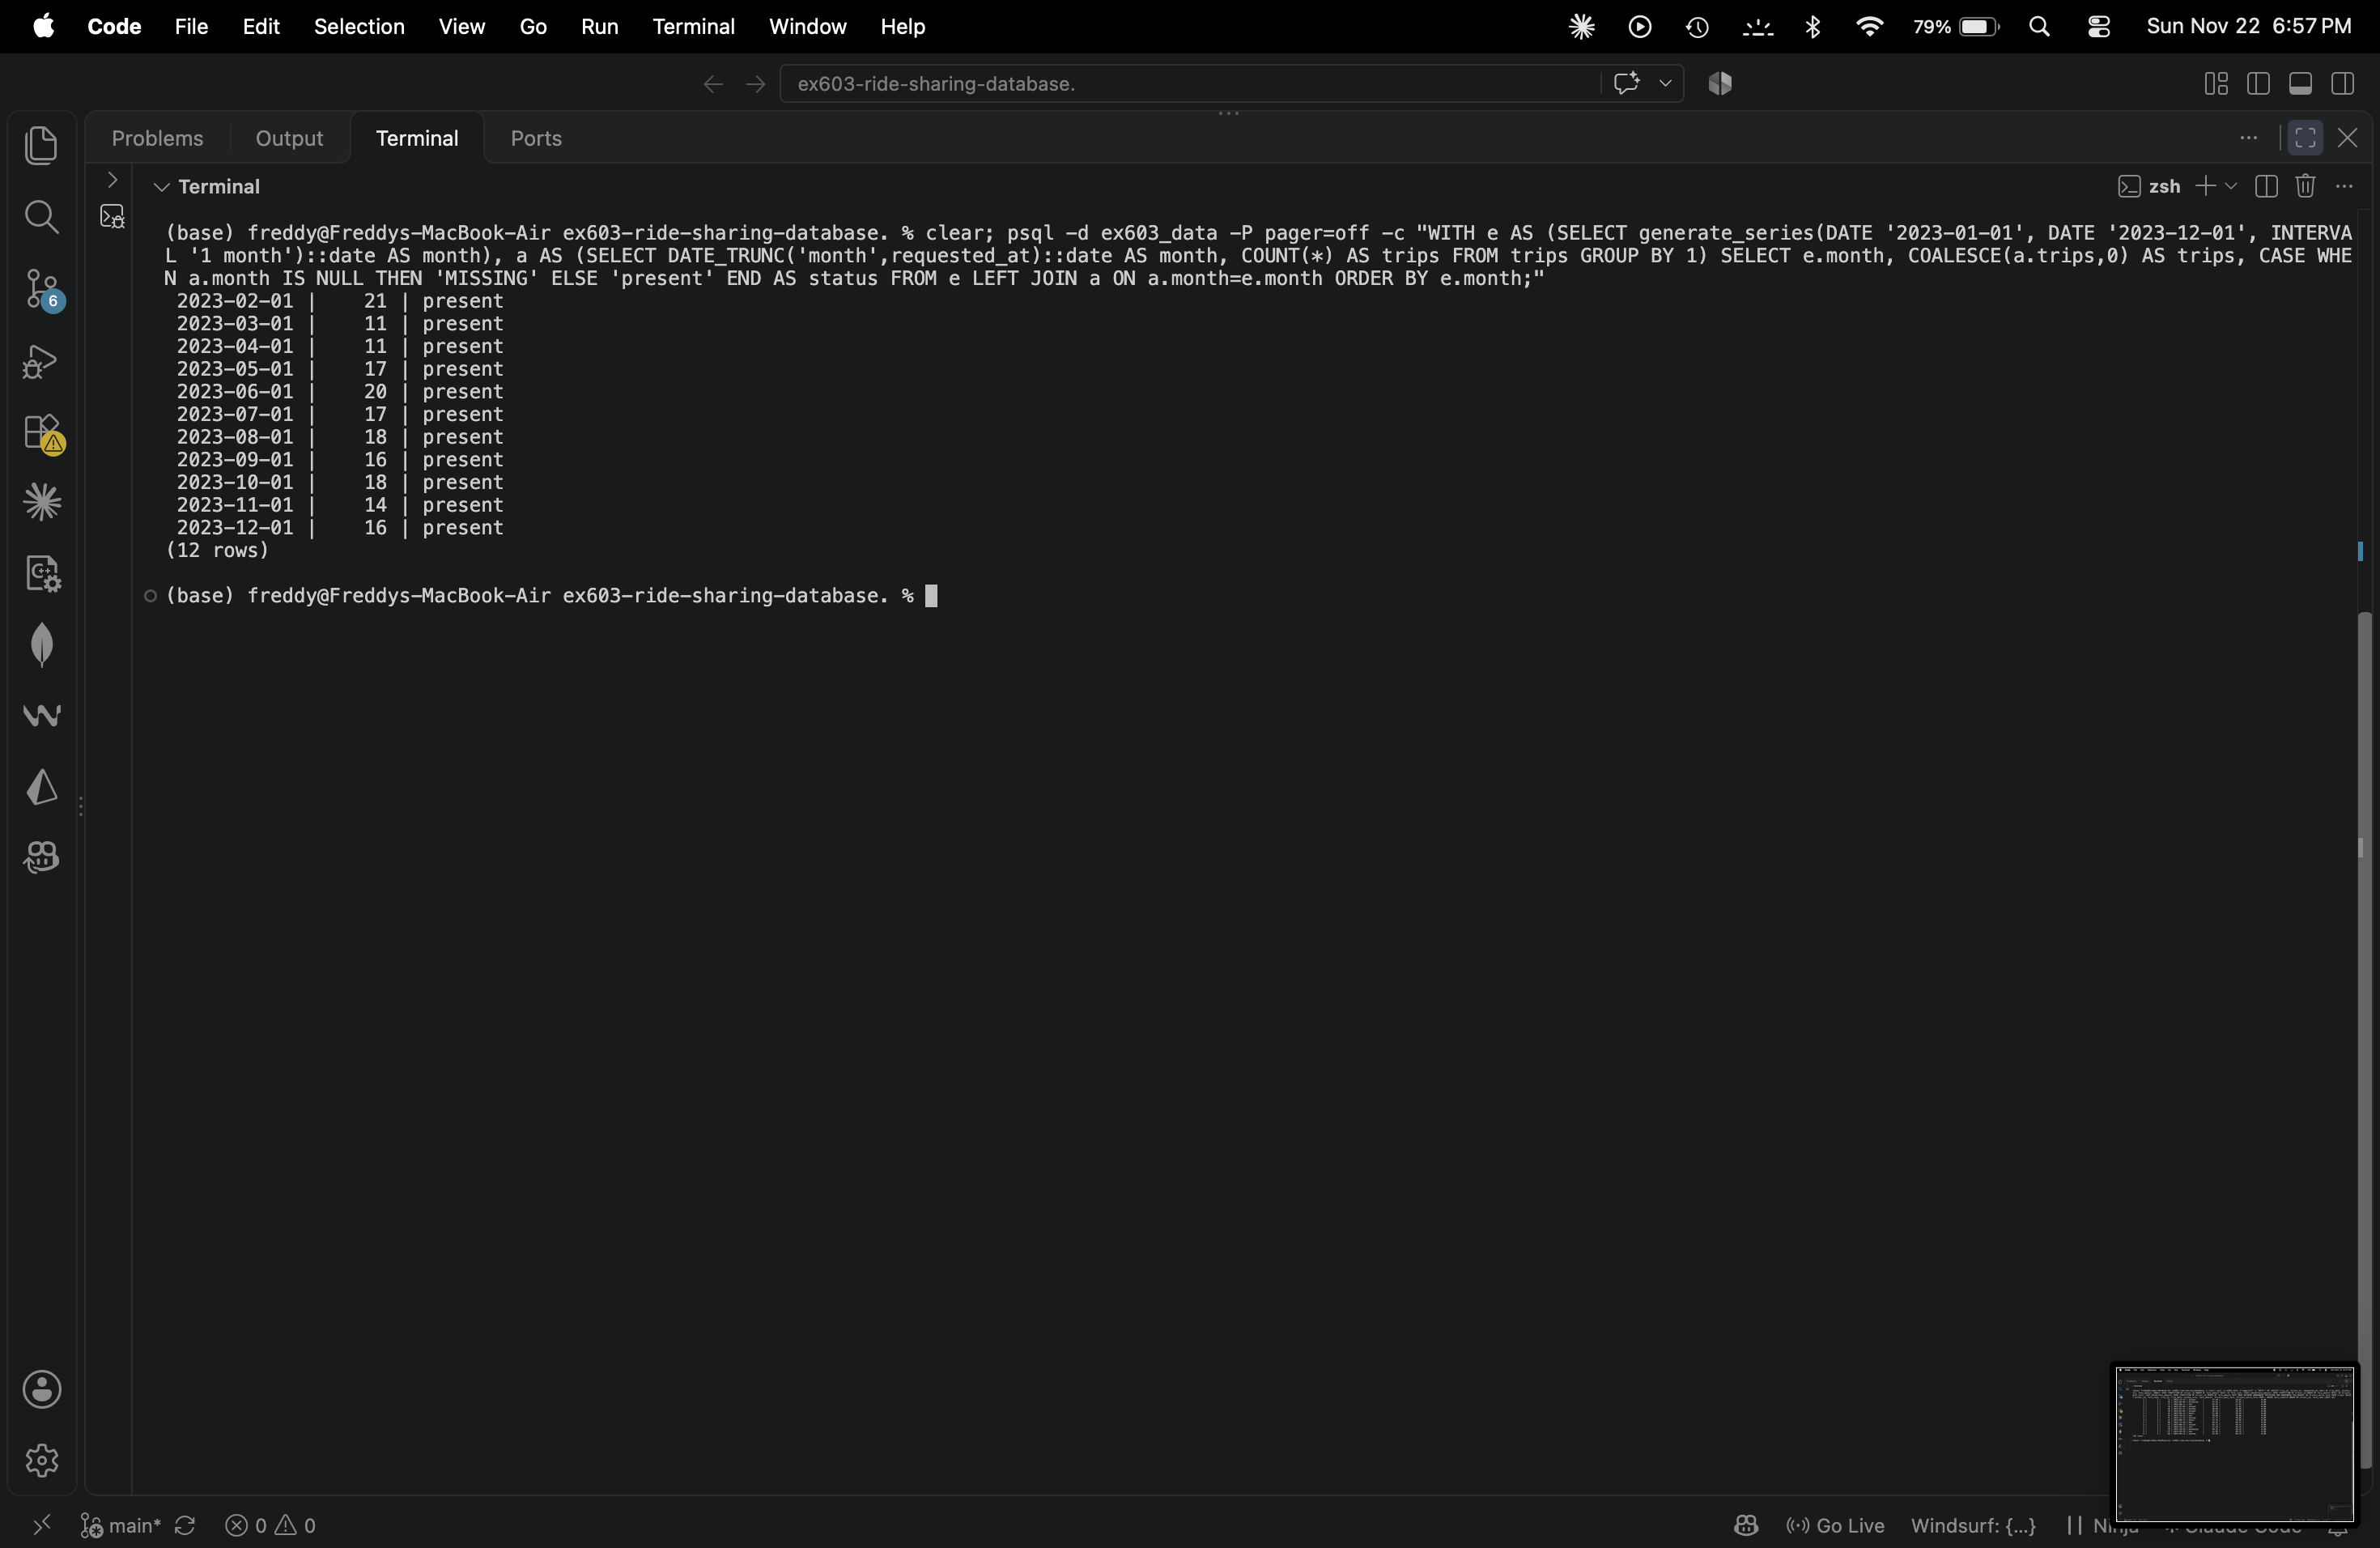 Code File Edit Selection View Go Run Terminal Window Help 79% Sun Nov 22 6:57 PM
ex603-ride-sharing-database.
Problems Output Terminal Ports
Terminal zsh
(base) freddy@Freddys-MacBook-Air ex603-ride-sharing-database. % clear; psql -d ex603_data -P pager=off -c "WITH e AS (SELECT generate_series(DATE '2023-01-01', DATE '2023-12-01', INTERVA
L '1 month')::date AS month), a AS (SELECT DATE_TRUNC('month',requested_at)::date AS month, COUNT(*) AS trips FROM trips GROUP BY 1) SELECT e.month, COALESCE(a.trips,0) AS trips, CASE WHE
N a.month IS NULL THEN 'MISSING' ELSE 'present' END AS status FROM e LEFT JOIN a ON a.month=e.month ORDER BY e.month;"
2023-02-01 | 21 | present
2023-03-01 | 11 | present
2023-04-01 | 11 | present
2023-05-01 | 17 | present
2023-06-01 | 20 | present
2023-07-01 | 17 | present
2023-08-01 | 18 | present
2023-09-01 | 16 | present
2023-10-01 | 18 | present
2023-11-01 | 14 | present
2023-12-01 | 16 | present
(12 rows)
(base) freddy@Freddys-MacBook-Air ex603-ride-sharing-database. %
6
main* 0 0 Go Live Windsurf: {...} Ninja Claude Code